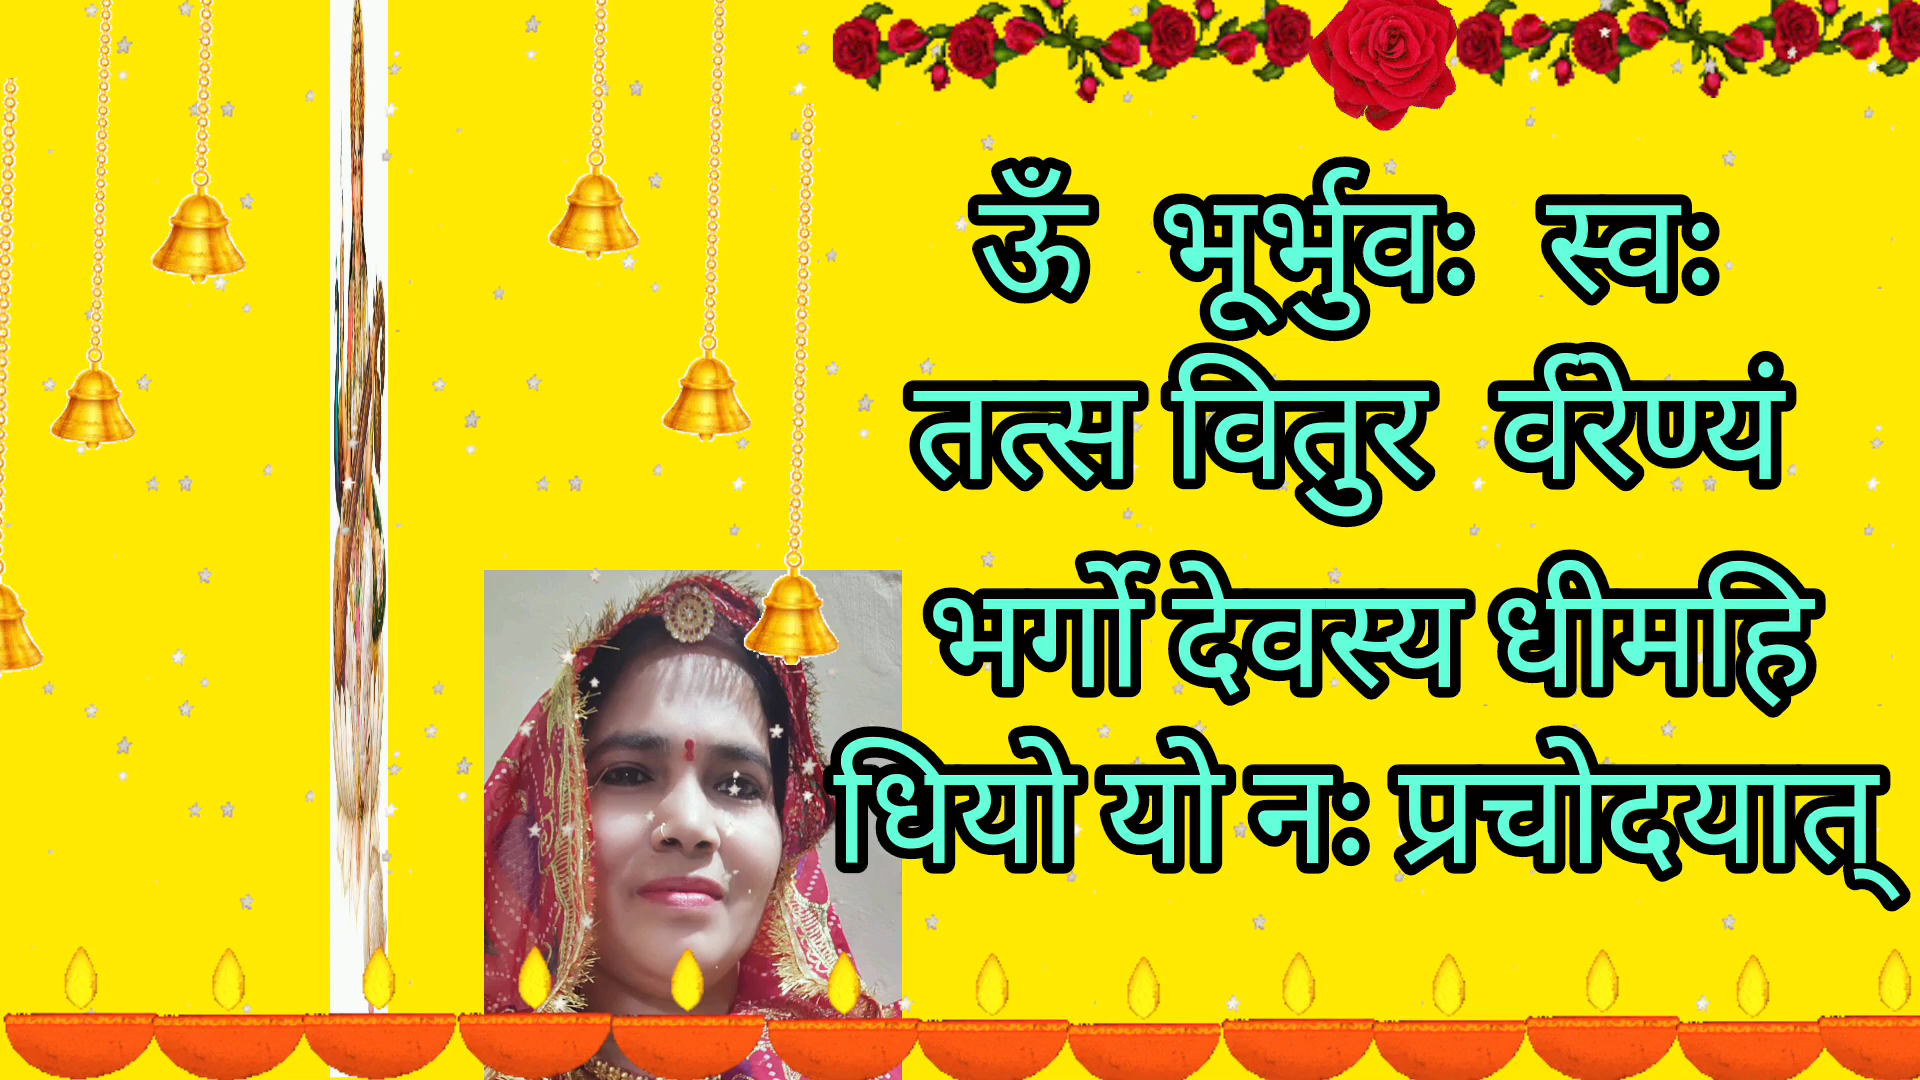 ऊँ भूर्भुवः स्वः
तत्स वितुर र्वरेण्यं
भर्गो देवस्य धीमहि
धियो यो नः प्रचोदयात्